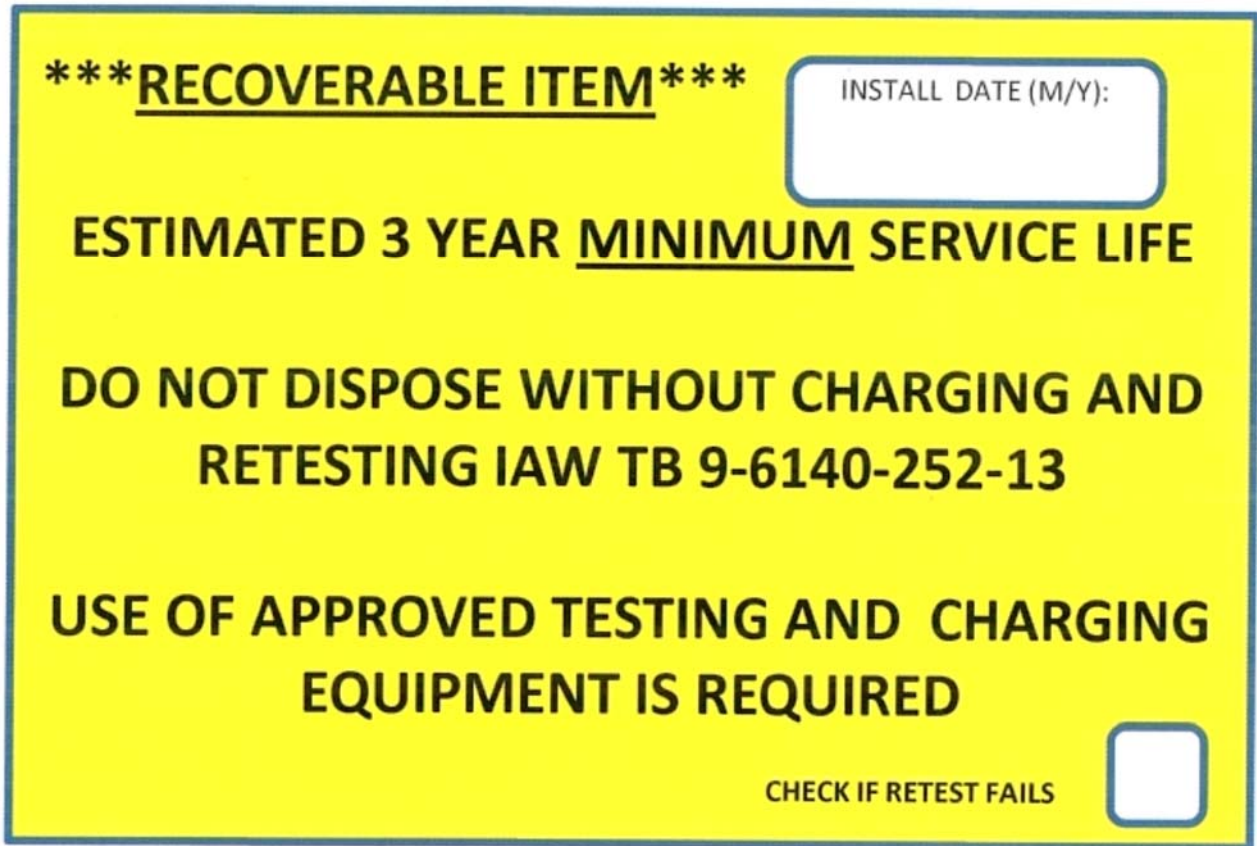 ***RECOVERABLE ITEM***
INSTALL DATE (M/Y):
ESTIMATED 3 YEAR MINIMUM SERVICE LIFE
DO NOT DISPOSE WITHOUT CHARGING AND
RETESTING IAW TB 9-6140-252-13
USE OF APPROVED TESTING AND CHARGING
EQUIPMENT IS REQUIRED
CHECK IF RETEST FAILS